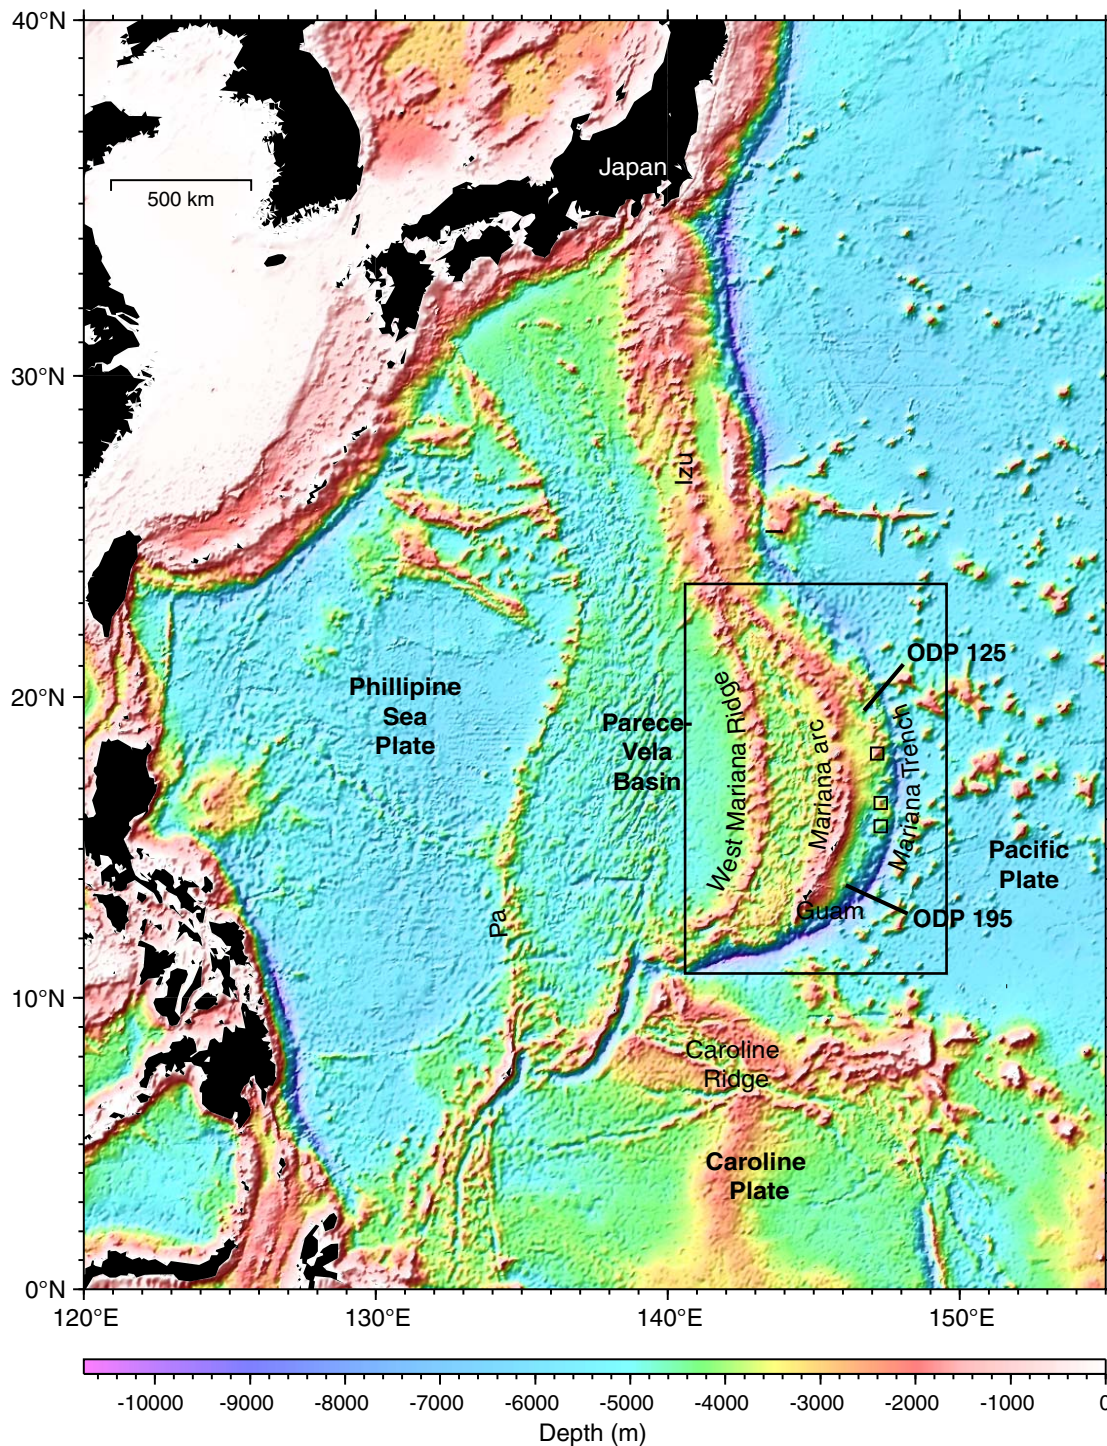 40°N
Japan
500 km
30°N
Izu
ODP 125
20°N
Phillipine
Sea
Plate
Parece-
Vela
Basin
West Mariana Ridge
Mariana arc
Mariana Trench
Pacific
Plate
Guam
ODP 195
Pa
10°N
Caroline
Ridge
Caroline
Plate
0°N
120°E
130°E
140°E
150°E
-10000
-9000
-8000
-7000
-6000
-5000
-4000
-3000
-2000
-1000
0
Depth (m)